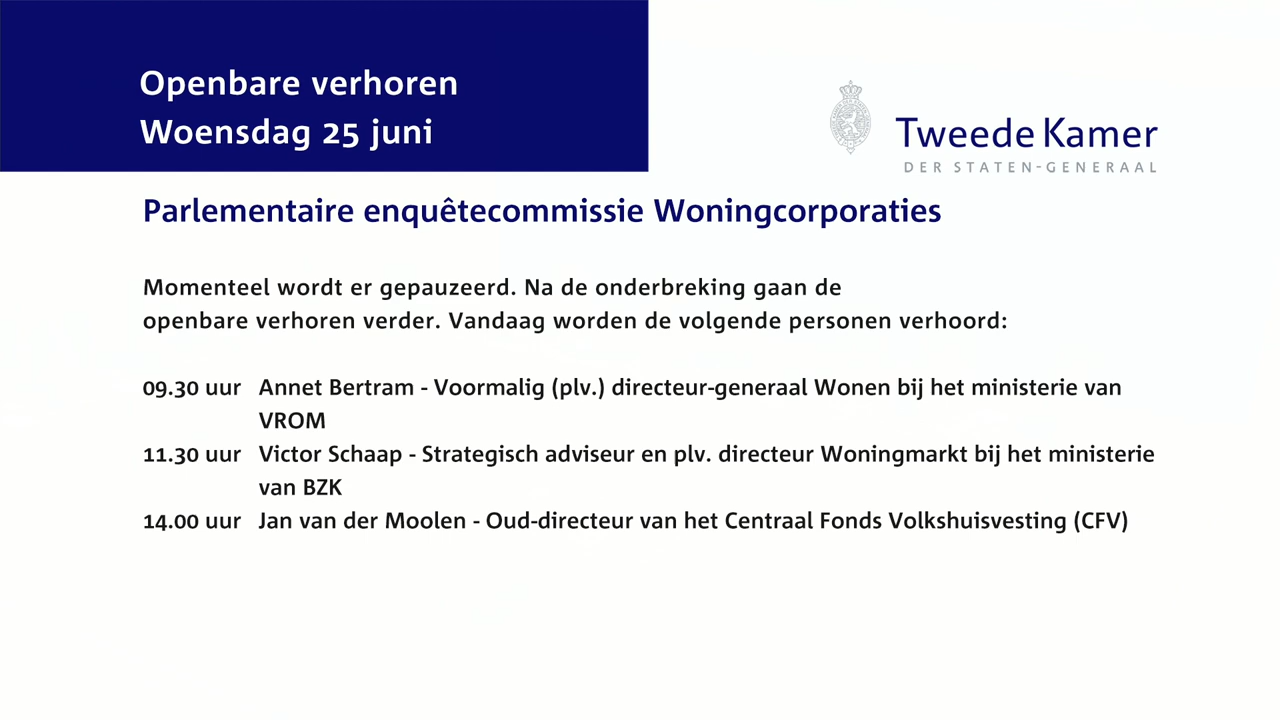 Openbare verhoren
Woensdag 25 juni
Tweede Kamer
DER STATEN-GENERAAL
Parlementaire enquêtecommissie Woningcorporaties
Momenteel wordt er gepauzeerd. Na de onderbreking gaan de
openbare verhoren verder. Vandaag worden de volgende personen verhoord:
09.30 uur Annet Bertram - Voormalig (plv.) directeur-generaal Wonen bij het ministerie van
VROM
11.30 uur Victor Schaap - Strategisch adviseur en plv. directeur Woningmarkt bij het ministerie
van BZK
14.00 uur Jan van der Moolen - Oud-directeur van het Centraal Fonds Volkshuisvesting (CFV)